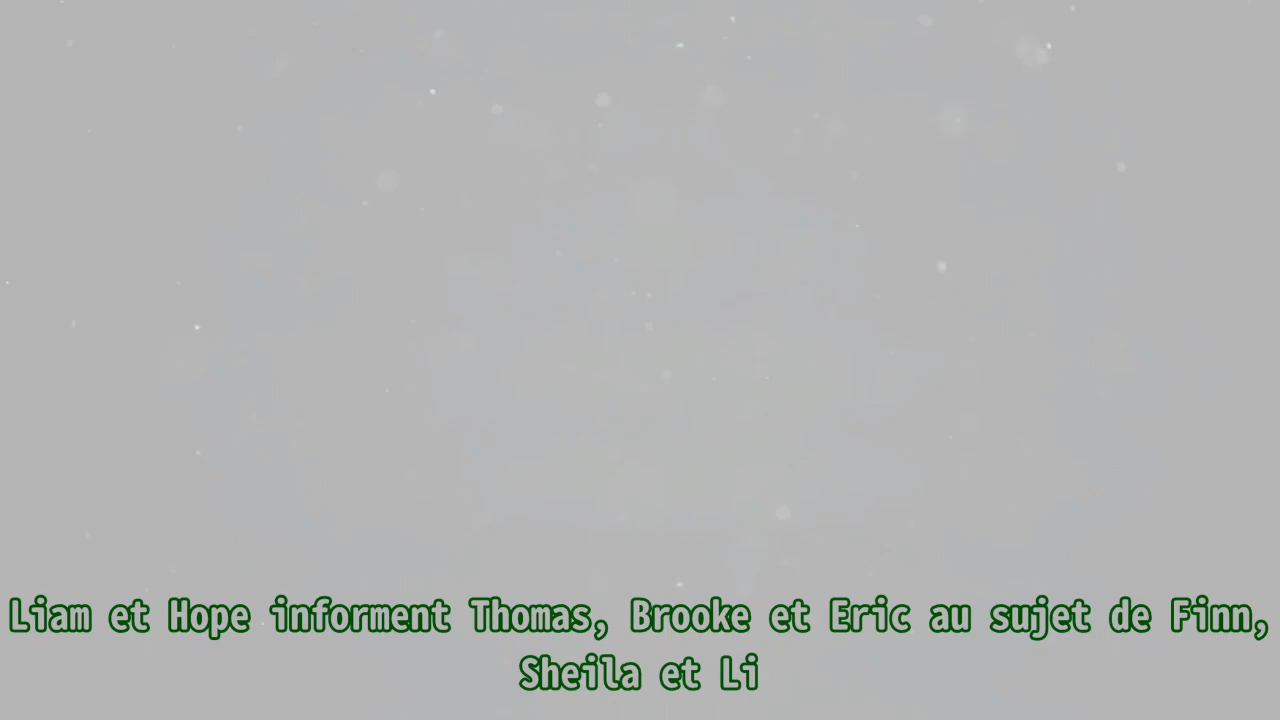 Liam et Hope informent Thomas, Brooke et Eric au sujet de Finn,
Sheila et Li